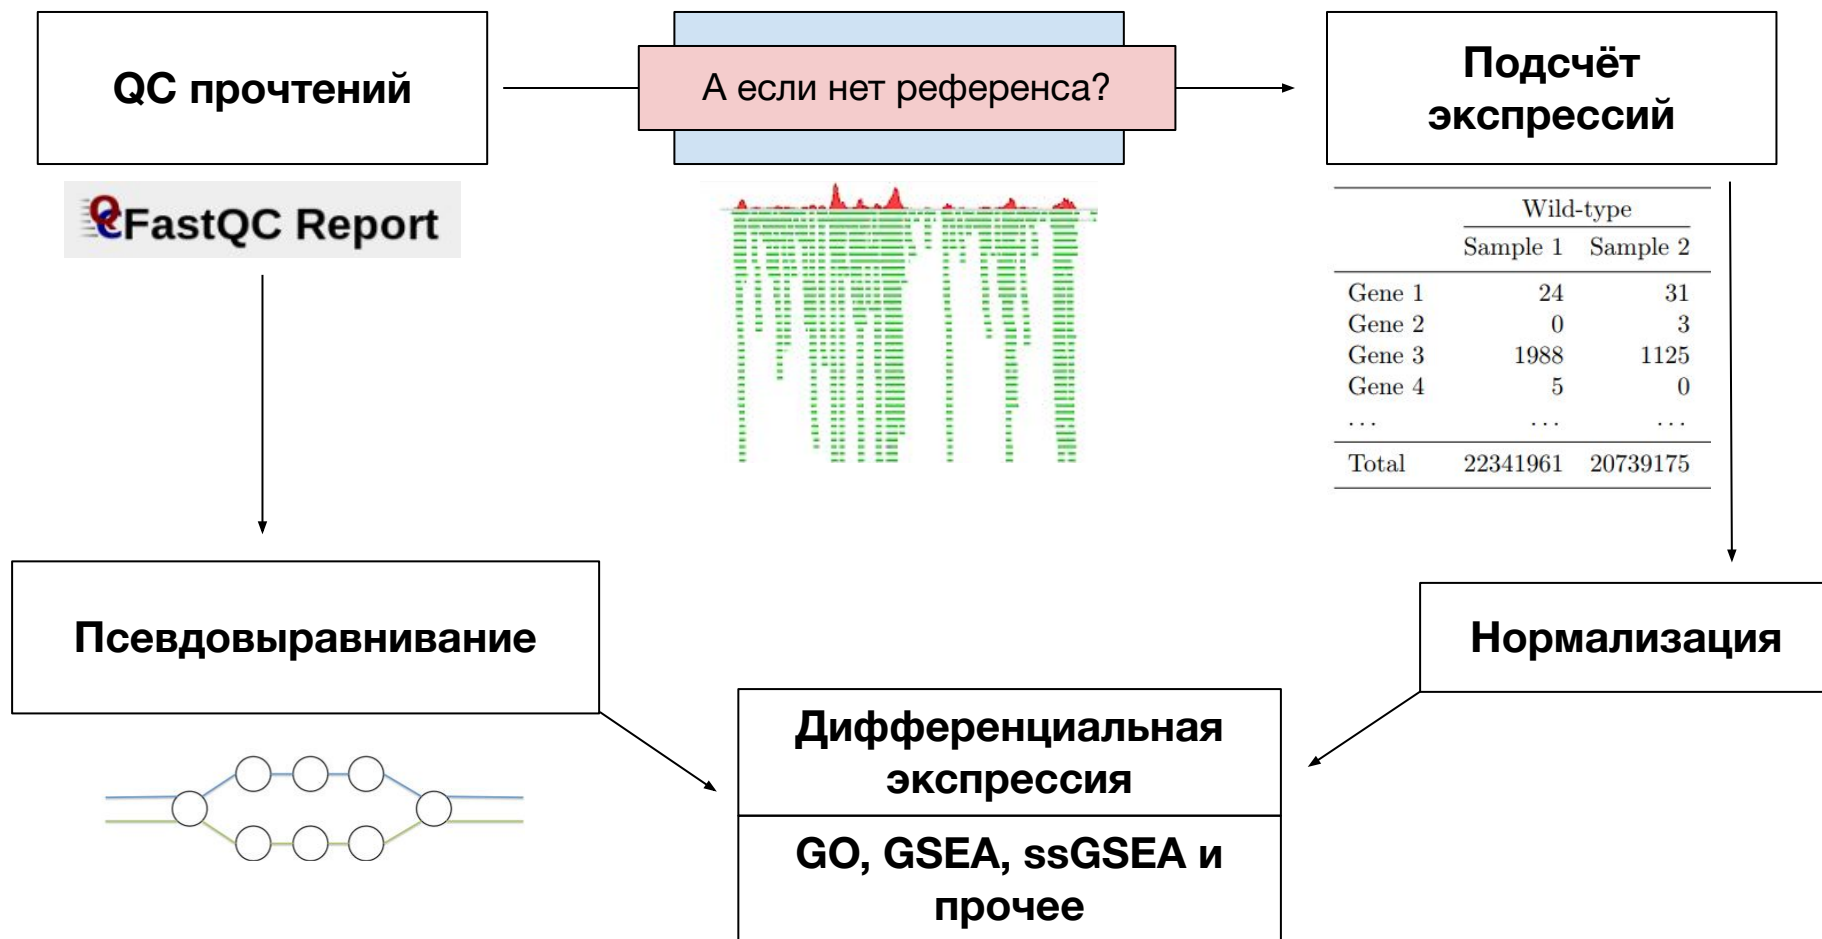 QC прочтений
А если нет референса?
Подсчёт
экспрессий
QC FastQC Report
Wild-type
Sample 1 Sample 2
Gene 1 24 31
Gene 2 0 3
Gene 3 1988 1125
Gene 4 5 0
... ... ...
Total 22341961 20739175
Псевдовыравнивание
Нормализация
Дифференциальная
экспрессия
GO, GSEA, ssGSEA и
прочее